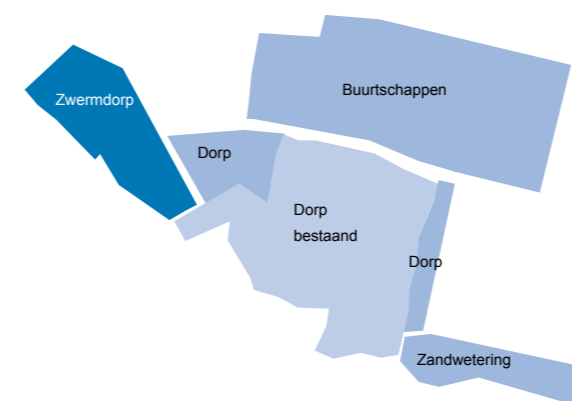 Buurtschappen
Zwermdorp
Dorp
Dorp
bestaand
Dorp
Zandwetering